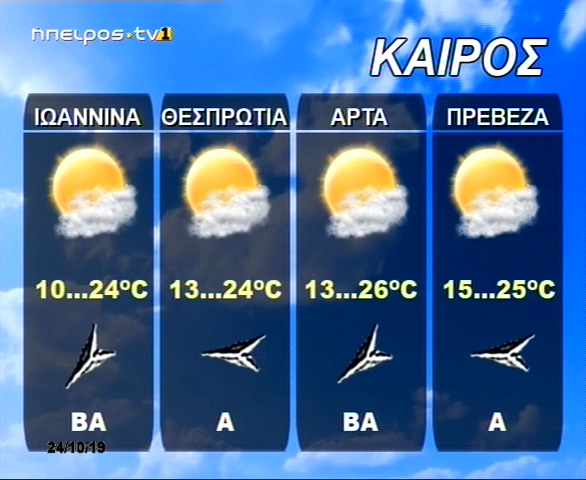 ήπειρος.tv1
ΚΑΙΡΟΣ
ΙΩΑΝΝΙΝΑ ΘΕΣΠΡΩΤΙΑ ΑΡΤΑ ΠΡΕΒΕΖΑ
10...24ºC 13...24ºC 13...26ºC 15...25ºC
ΒΑ Α ΒΑ Α
24/10/19